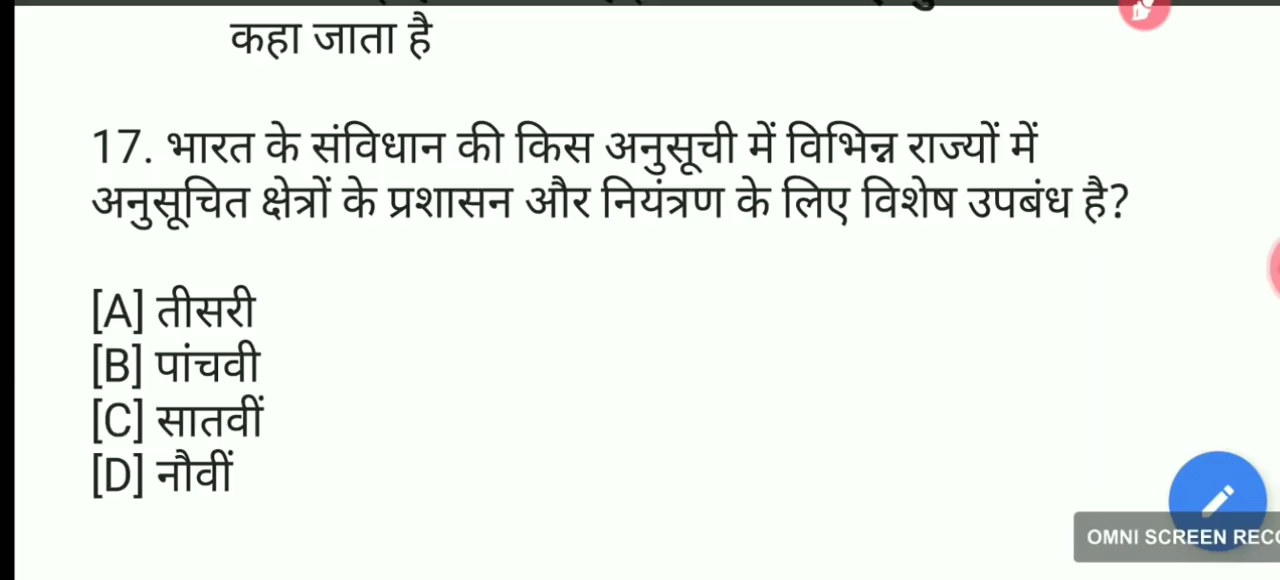 कहा जाता है
17. भारत के संविधान की किस अनुसूची में विभिन्न राज्यों में
अनुसूचित क्षेत्रों के प्रशासन और नियंत्रण के लिए विशेष उपबंध है?
[A] तीसरी
[B] पांचवी
[C] सातवीं
[D] नौवीं
OMNI SCREEN REC